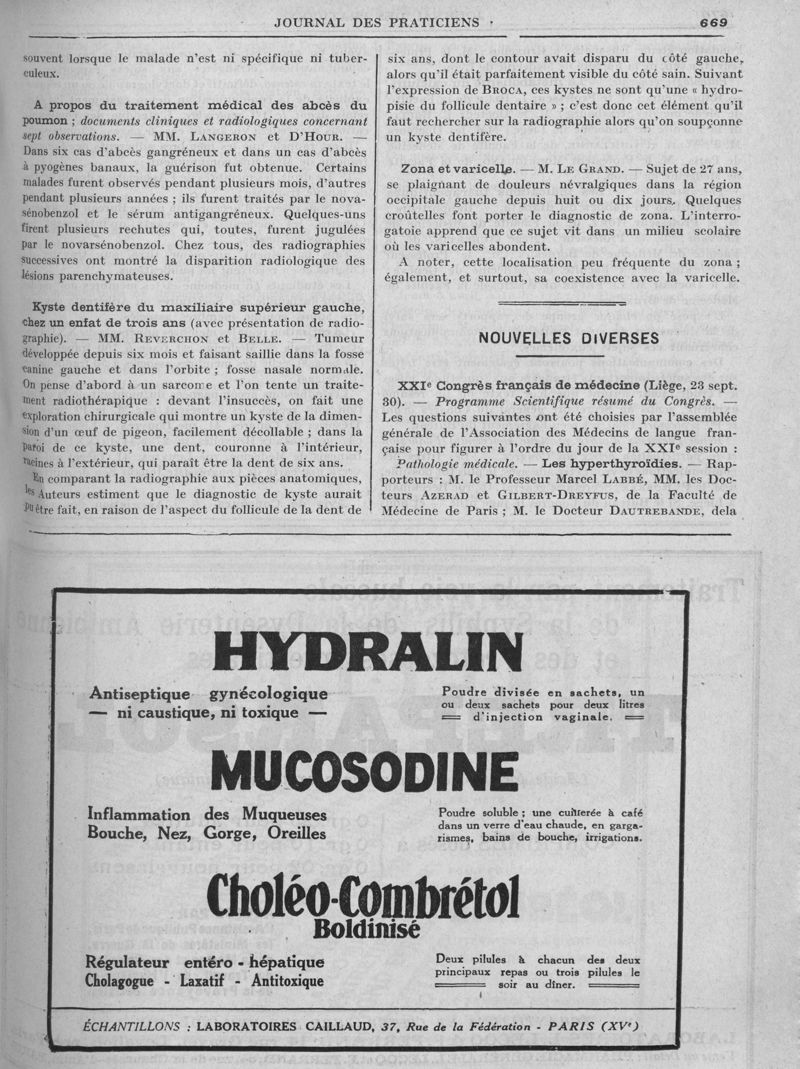 JOURNAL DES PRATICIENS
669
souvent lorsque le malade n'est ni spécifique ni tuber-
culeux.
A propos du traitement médical des abcès du
poumon ; documents cliniques et radiologiques concernant
sept observations. — MM. LANGERON et D'HOUR. —
Dans six cas d'abcès gangréneux et dans un cas d'abcès
à pyogènes banaux, la guérison fut obtenue. Certains
malades furent observés pendant plusieurs mois, d'autres
pendant plusieurs années ; ils furent traités par le nova-
sénobenzol et le sérum antigangréneux. Quelques-uns
firent plusieurs rechutes qui, toutes, furent jugulées
par le novarsénobenzol. Chez tous, des radiographies
successives ont montré la disparition radiologique des
lésions parenchymateuses.
Kyste dentifère du maxiliaire supérieur gauche,
chez un enfat de trois ans (avec présentation de radio-
graphie). — MM. REVERCHON et BELLE. — Tumeur
développée depuis six mois et faisant saillie dans la fosse
canine gauche et dans l'orbite ; fosse nasale normale.
On pense d'abord à un sarcome et l'on tente un traite-
ment radiothérapique : devant l'insuccès, on fait une
exploration chirurgicale qui montre un kyste de la dimen-
sion d'un œuf de pigeon, facilement décollable ; dans la
paroi de ce kyste, une dent, couronne à l'intérieur,
racines à l'extérieur, qui paraît être la dent de six ans.
En comparant la radiographie aux pièces anatomiques,
les Auteurs estiment que le diagnostic de kyste aurait
pu être fait, en raison de l'aspect du follicule de la dent de
six ans, dont le contour avait disparu du côté gauche,
alors qu'il était parfaitement visible du côté sain. Suivant
l'expression de BROCA, ces kystes ne sont qu'une « hydro-
pisie du follicule dentaire » ; c'est donc cet élément qu'il
faut rechercher sur la radiographie alors qu'on soupçonne
un kyste dentifère.
Zona et varicelle. — M. LE GRAND. — Sujet de 27 ans,
se plaignant de douleurs névralgiques dans la région
occipitale gauche depuis huit ou dix jours. Quelques
croûtelles font porter le diagnostic de zona. L'interro-
gatoie apprend que ce sujet vit dans un milieu scolaire
où les varicelles abondent.
A noter, cette localisation peu fréquente du zona ;
également, et surtout, sa coexistence avec la varicelle.
NOUVELLES DIVERSES
XXIe Congrès français de médecine (Liège, 23 sept.
30). — Programme Scientifique résumé du Congrès. —
Les questions suivantes ont été choisies par l'assemblée
générale de l'Association des Médecins de langue fran-
çaise pour figurer à l'ordre du jour de la XXIe session :
Pathologie médicale. — Les hyperthyroïdies. — Rap-
porteurs : M. le Professeur Marcel LABBÉ, MM. les Doc-
teurs AZERAD et GILBERT-DREYFUS, de la Faculté de
Médecine de Paris ; M. le Docteur DAUTREBANDE, dela
HYDRALIN
Antiseptique gynécologique
— ni caustique, ni toxique —
Poudre divisée en sachets, un
ou deux sachets pour deux litres
d'injection vaginale.
MUCOSODINE
Inflammation des Muqueuses
Bouche, Nez, Gorge, Oreilles
Poudre soluble ; une cuillerée à café
dans un verre d'eau chaude, en garga-
rismes, bains de bouche, irrigations.
Choléo-Combrétol
Boldinisé
Régulateur entéro - hépatique
Cholagogue - Laxatif - Antitoxique
Deux pilules à chacun des deux
principaux repas ou trois pilules le
soir au dîner.
ÉCHANTILLONS : LABORATOIRES CAILLAUD, 37, Rue de la Fédération - PARIS (XVe)